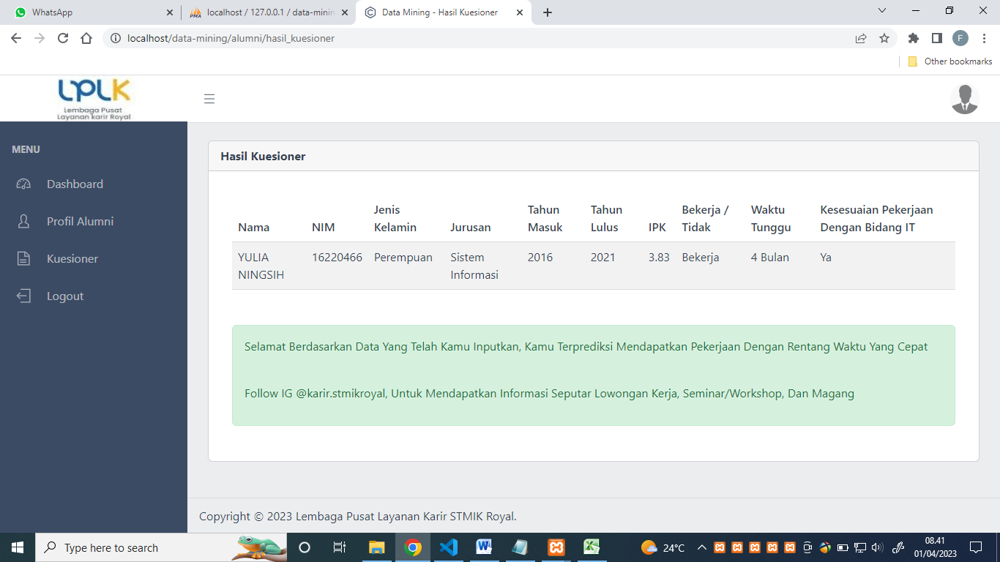 WhatsApp
localhost / 127.0.0.1 / data-minin
Data Mining - Hasil Kuesioner
localhost/data-mining/alumni/hasil_kuesioner
F
Other bookmarks
LPLK
Lembaga Pusat
Layanan karir Royal
MENU
Dashboard
Profil Alumni
Kuesioner
Logout
Hasil Kuesioner
Nama NIM Jenis Kelamin Jurusan Tahun Masuk Tahun Lulus IPK Bekerja / Tidak Waktu Tunggu Kesesuaian Pekerjaan Dengan Bidang IT
YULIA NINGSIH 16220466 Perempuan Sistem Informasi 2016 2021 3.83 Bekerja 4 Bulan Ya
Selamat Berdasarkan Data Yang Telah Kamu Inputkan, Kamu Terprediksi Mendapatkan Pekerjaan Dengan Rentang Waktu Yang Cepat
Follow IG @karir.stmikroyal, Untuk Mendapatkan Informasi Seputar Lowongan Kerja, Seminar/Workshop, Dan Magang
Copyright © 2023 Lembaga Pusat Layanan Karir STMIK Royal.
Type here to search
24°C
08.41
01/04/2023